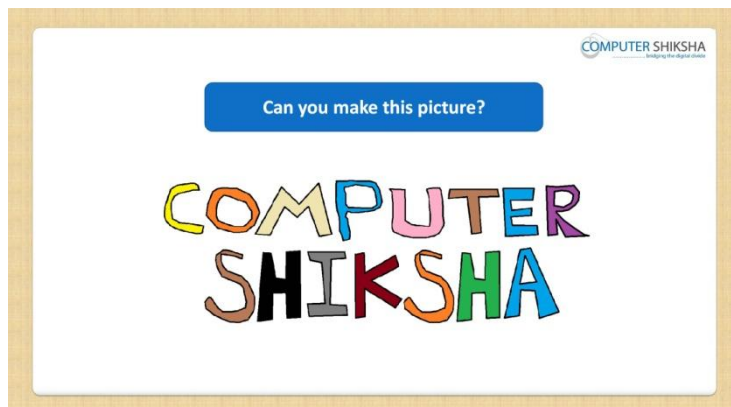 COMPUTER SHIKSHA
...bridging the digital divide
Can you make this picture?
COMPUTER
SHIKSHA